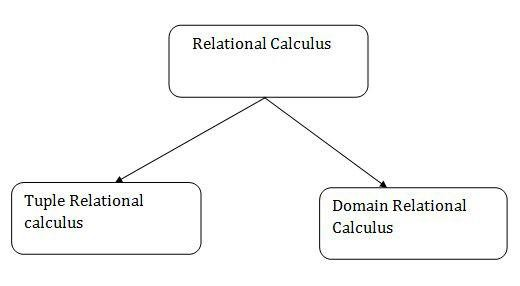 Relational Calculus
Tuple Relational
calculus
Domain Relational
Calculus